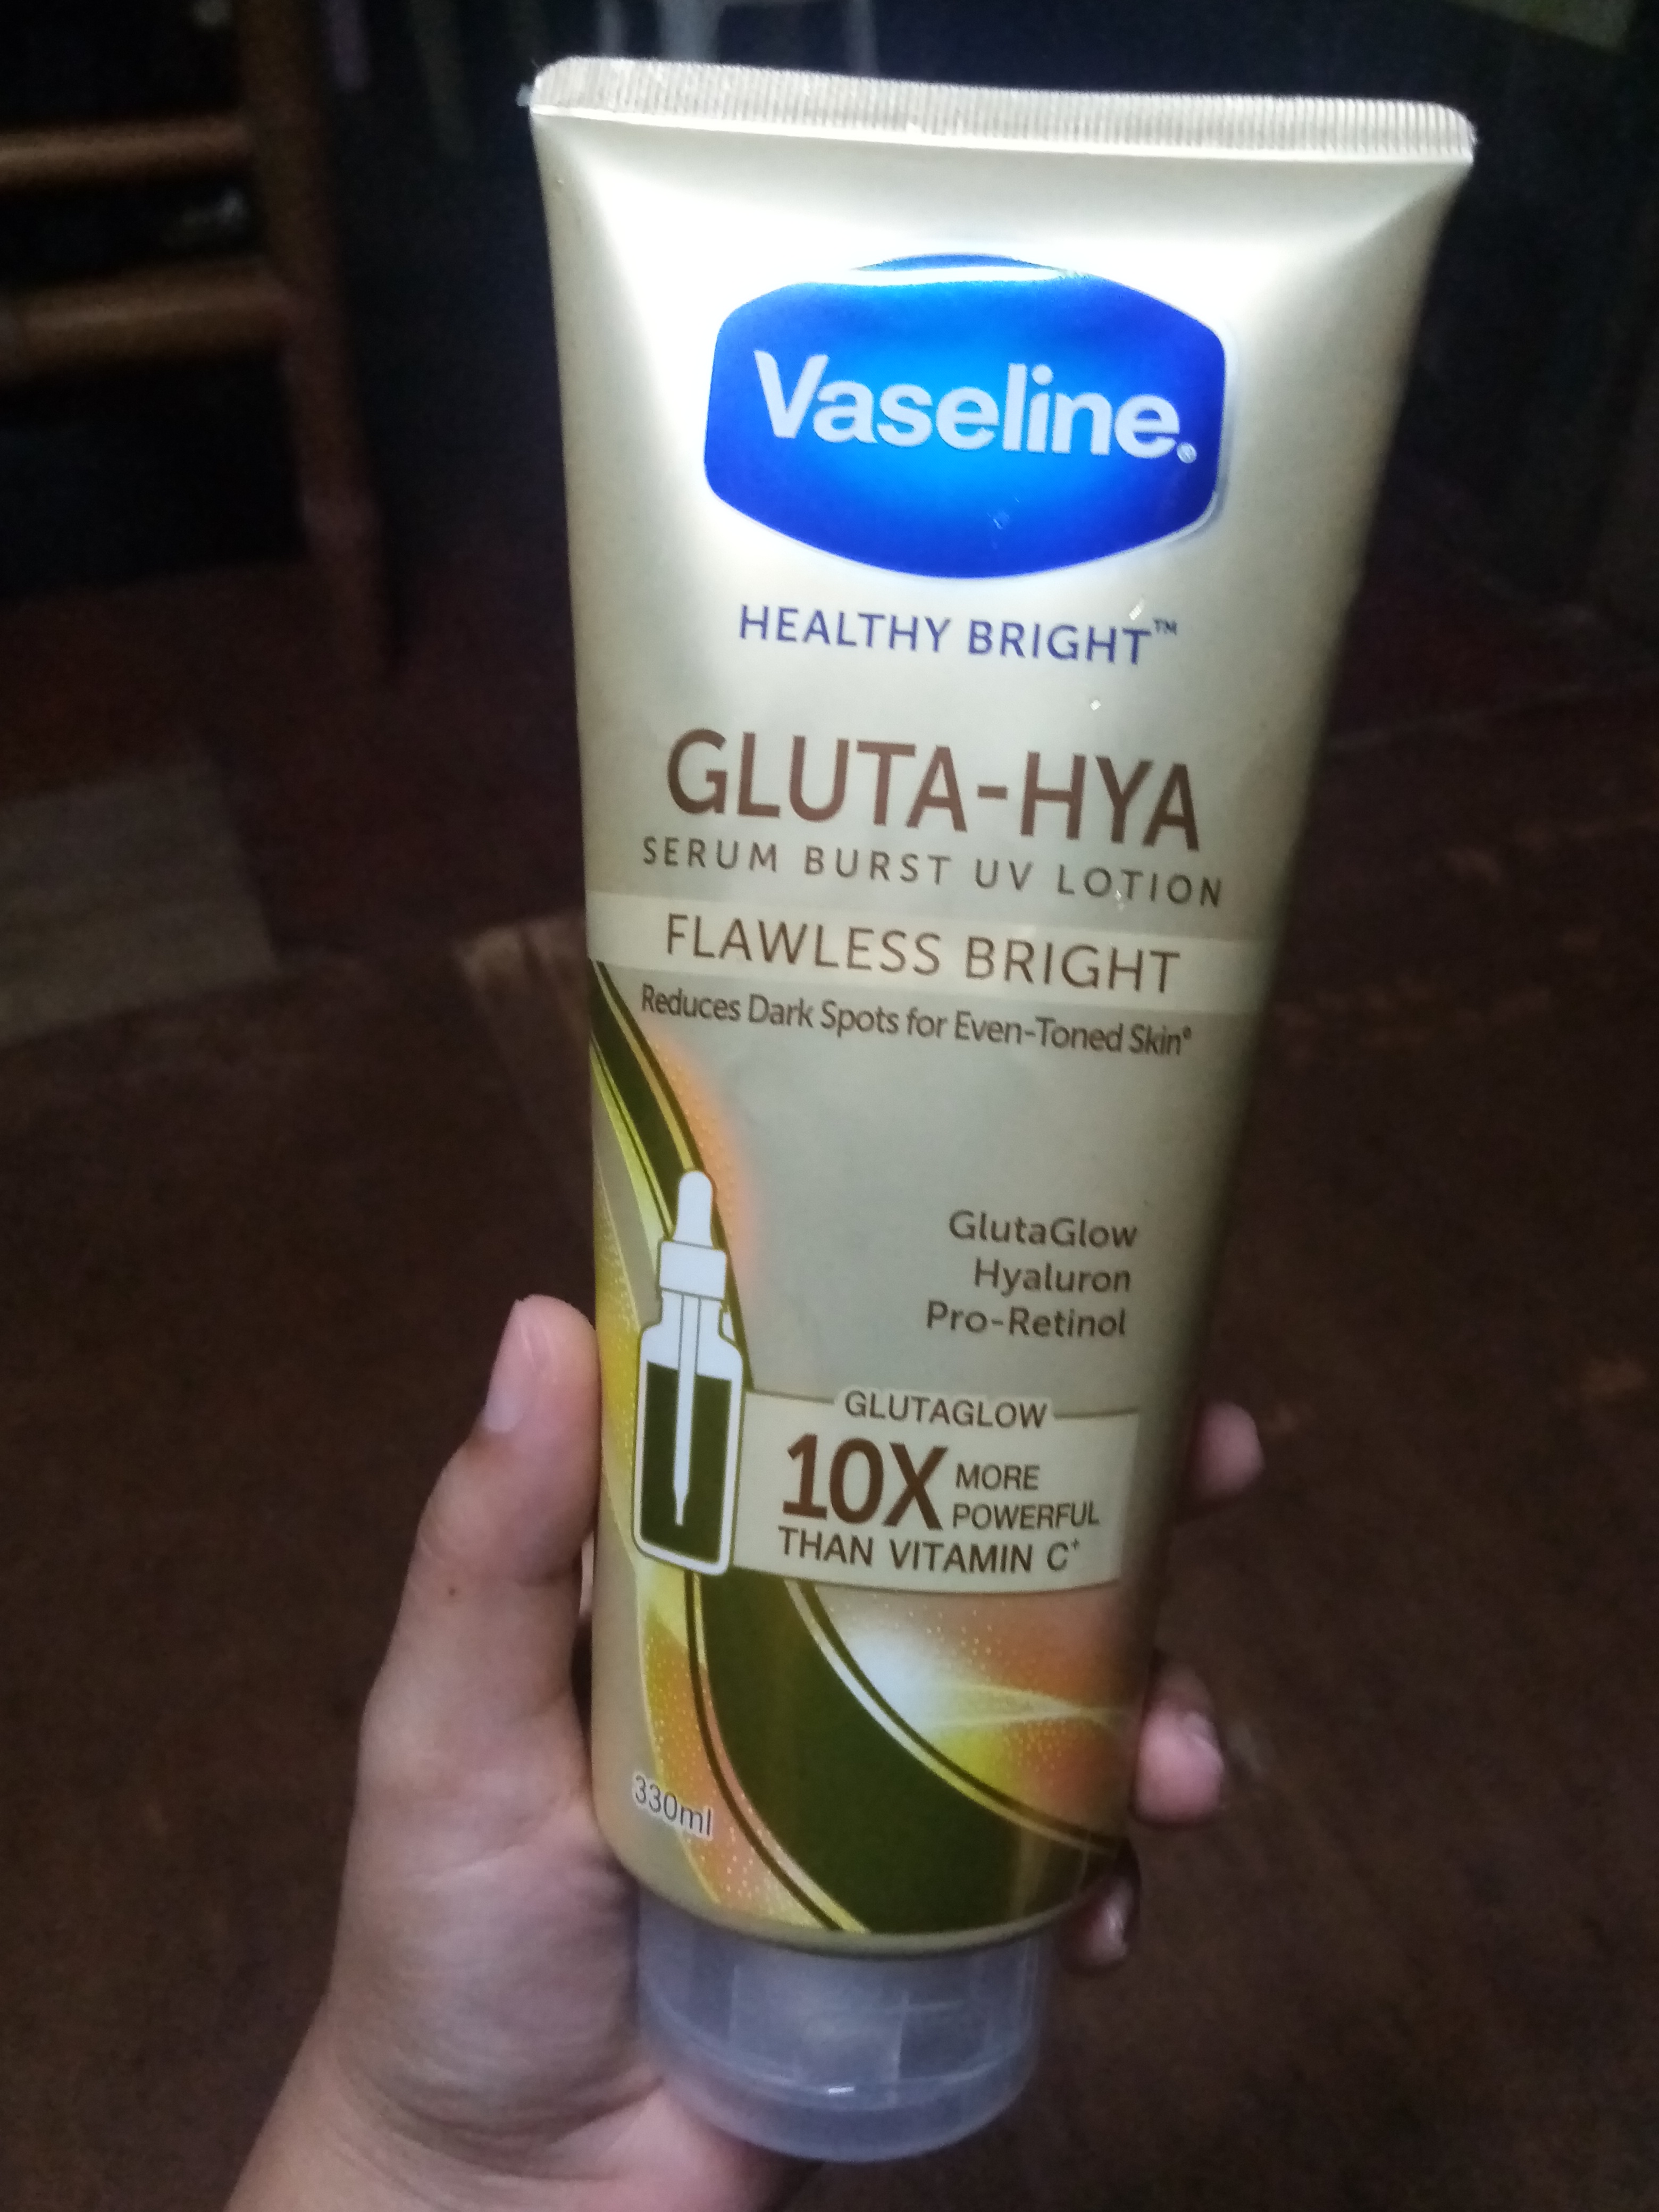 Vaseline®
HEALTHY BRIGHT™
GLUTA-HYA
SERUM BURST UV LOTION
FLAWLESS BRIGHT
Reduces Dark Spots for Even-Toned Skin°
GlutaGlow
Hyaluron
Pro-Retinol
GLUTAGLOW
10X MORE
POWERFUL
THAN VITAMIN C⁺
330ml